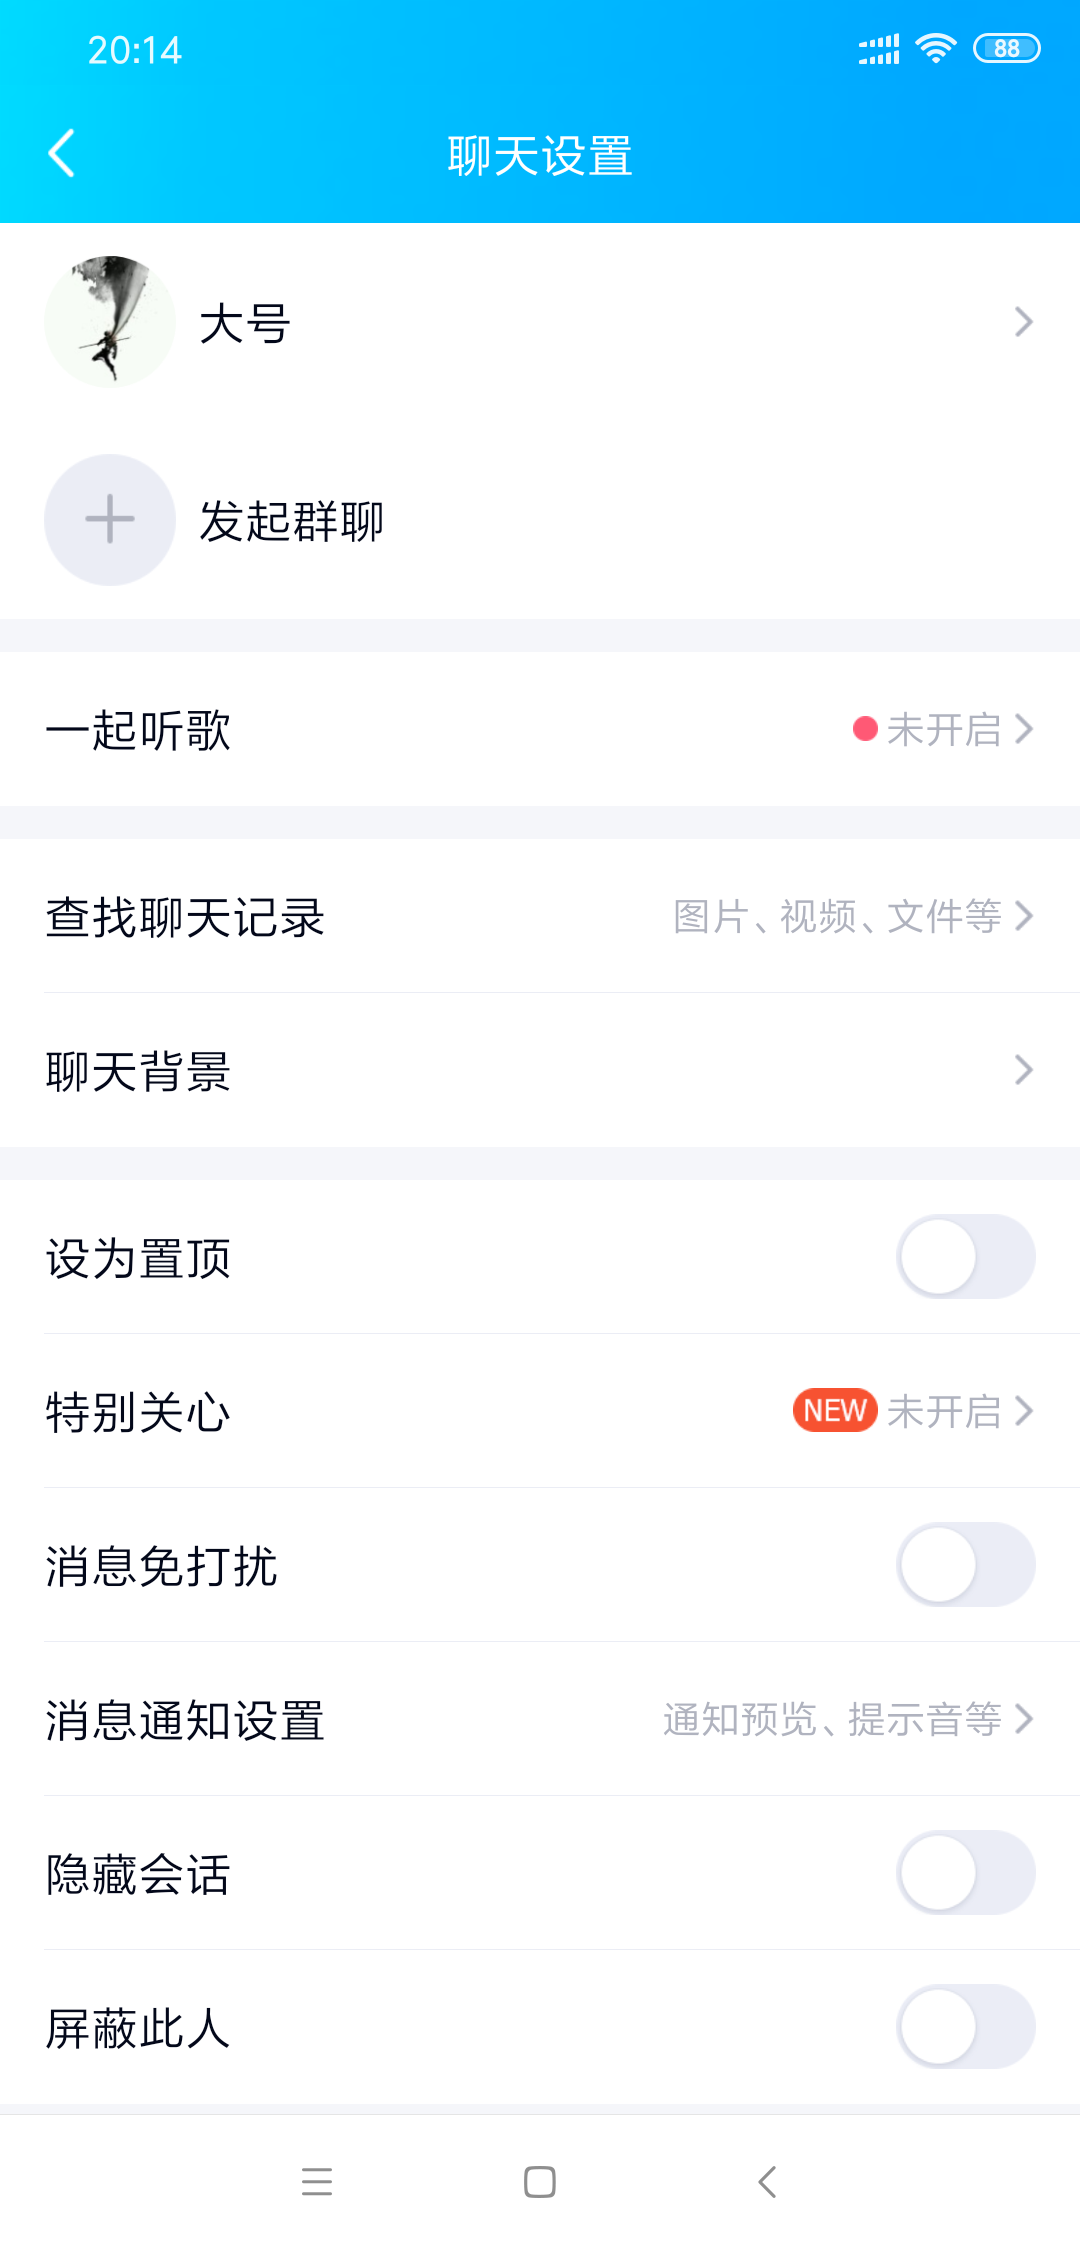 20:14
88
聊天设置
大号
发起群聊
一起听歌
未开启
查找聊天记录
图片、视频、文件等
聊天背景
设为置顶
特别关心
NEW 未开启
消息免打扰
消息通知设置
通知预览、提示音等
隐藏会话
屏蔽此人